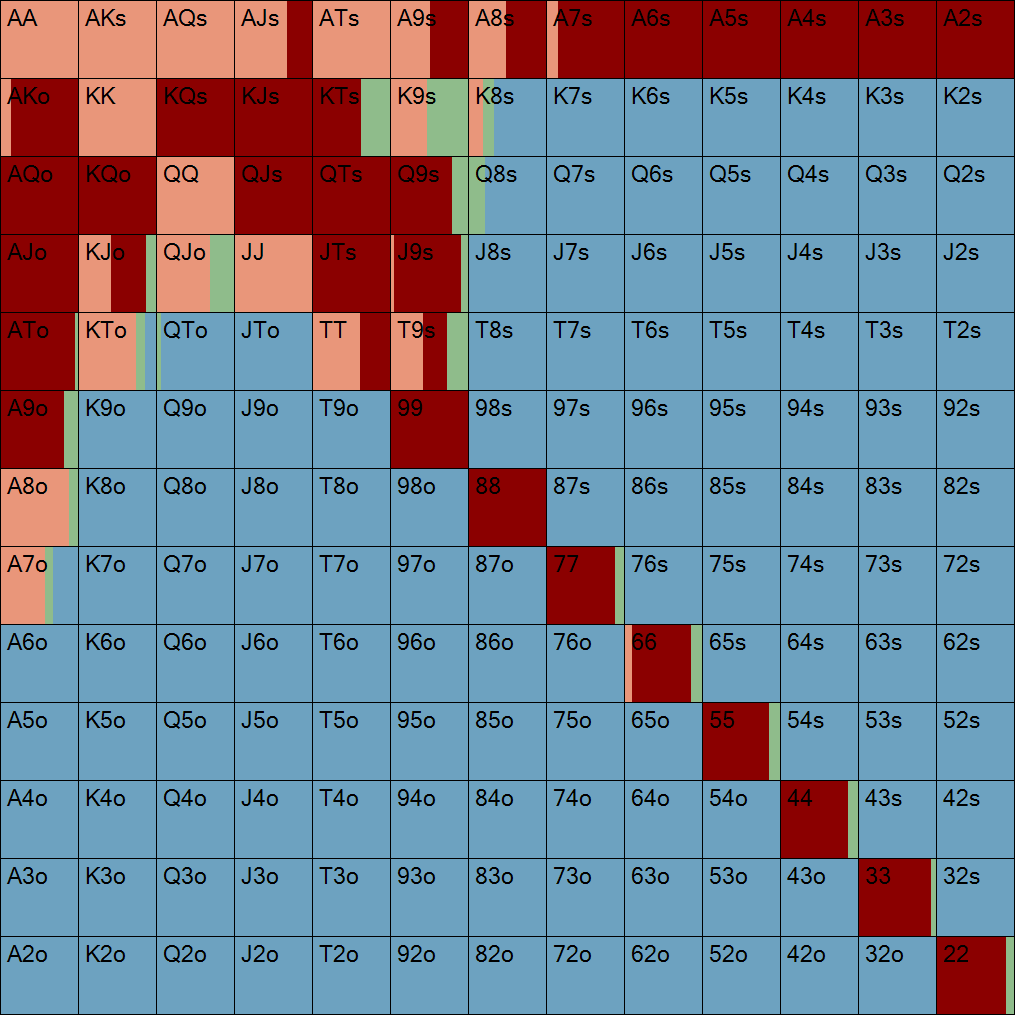 AA AKs AQs AJs ATs A9s A8s A7s A6s A5s A4s A3s A2s
AKo KK KQs KJs KTs K9s K8s K7s K6s K5s K4s K3s K2s
AQo KQo QQ QJs QTs Q9s Q8s Q7s Q6s Q5s Q4s Q3s Q2s
AJo KJo QJo JJ JTs J9s J8s J7s J6s J5s J4s J3s J2s
ATo KTo QTo JTo TT T9s T8s T7s T6s T5s T4s T3s T2s
A9o K9o Q9o J9o T9o 99 98s 97s 96s 95s 94s 93s 92s
A8o K8o Q8o J8o T8o 98o 88 87s 86s 85s 84s 83s 82s
A7o K7o Q7o J7o T7o 97o 87o 77 76s 75s 74s 73s 72s
A6o K6o Q6o J6o T6o 96o 86o 76o 66 65s 64s 63s 62s
A5o K5o Q5o J5o T5o 95o 85o 75o 65o 55 54s 53s 52s
A4o K4o Q4o J4o T4o 94o 84o 74o 64o 54o 44 43s 42s
A3o K3o Q3o J3o T3o 93o 83o 73o 63o 53o 43o 33 32s
A2o K2o Q2o J2o T2o 92o 82o 72o 62o 52o 42o 32o 22